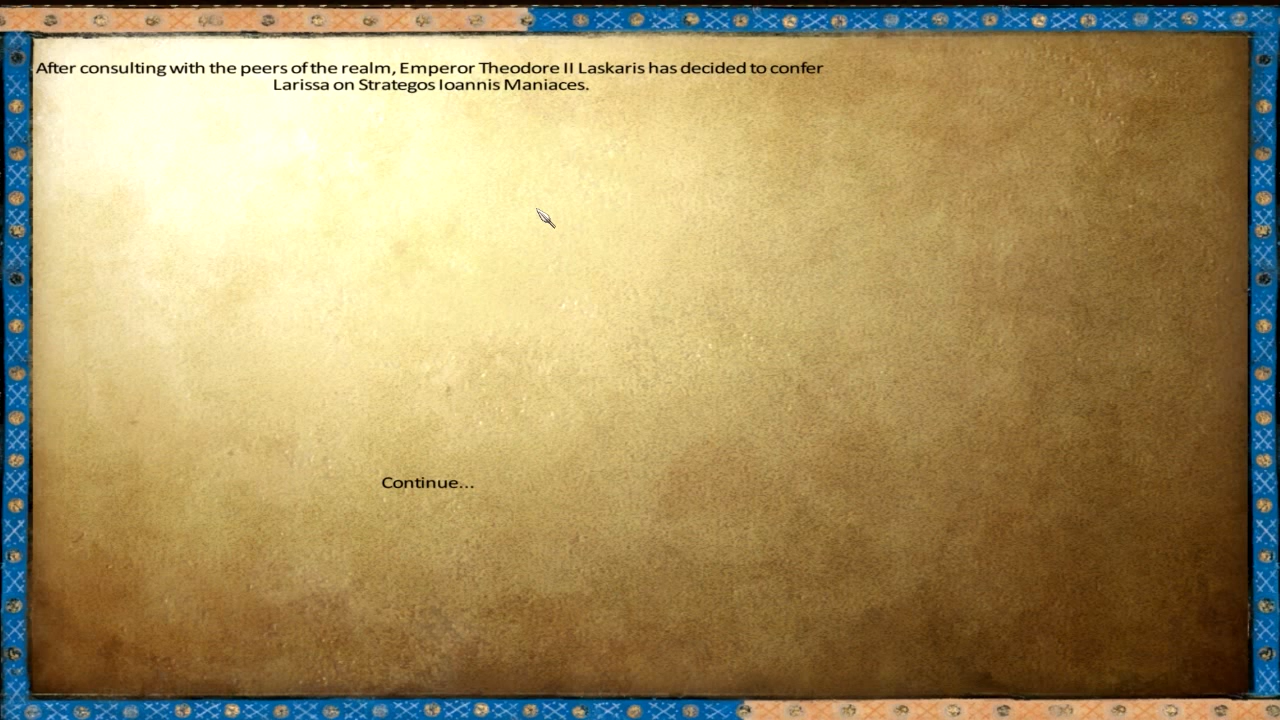 After consulting with the peers of the realm, Emperor Theodore II Laskaris has decided to confer
Larissa on Strategos Ioannis Maniaces.
Continue...